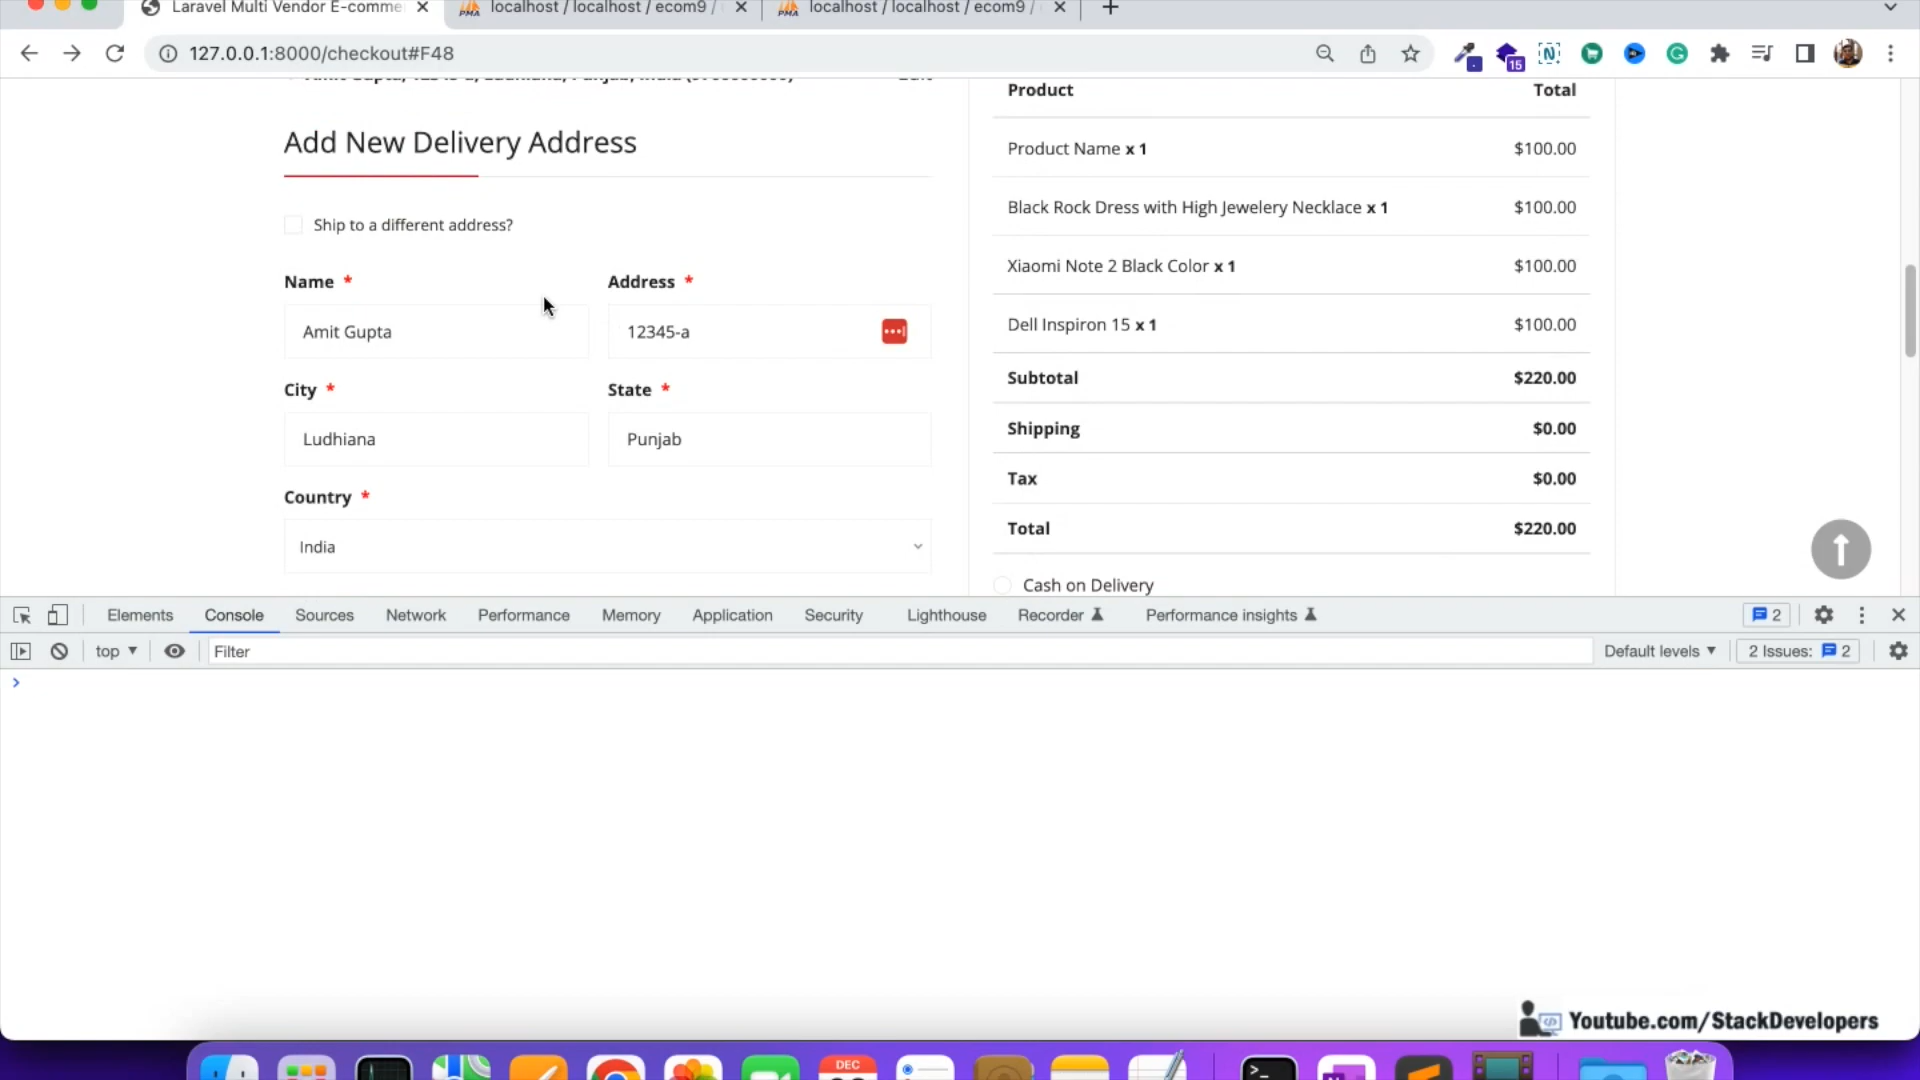 Laravel Multi Vendor E-comme
localhost / localhost / ecom9 /
localhost / localhost / ecom9 /
127.0.0.1:8000/checkout#F48
15
Add New Delivery Address
Ship to a different address?
Name *
Address *
Amit Gupta
12345-a
City *
State *
Ludhiana
Punjab
Country *
India
Product Total
Product Name x 1 $100.00
Black Rock Dress with High Jewelery Necklace x 1 $100.00
Xiaomi Note 2 Black Color x 1 $100.00
Dell Inspiron 15 x 1 $100.00
Subtotal $220.00
Shipping $0.00
Tax $0.00
Total $220.00
Cash on Delivery
Elements Console Sources Network Performance Memory Application Security Lighthouse Recorder Performance insights 2
top Filter Default levels 2 Issues: 2
Youtube.com/StackDevelopers
DEC